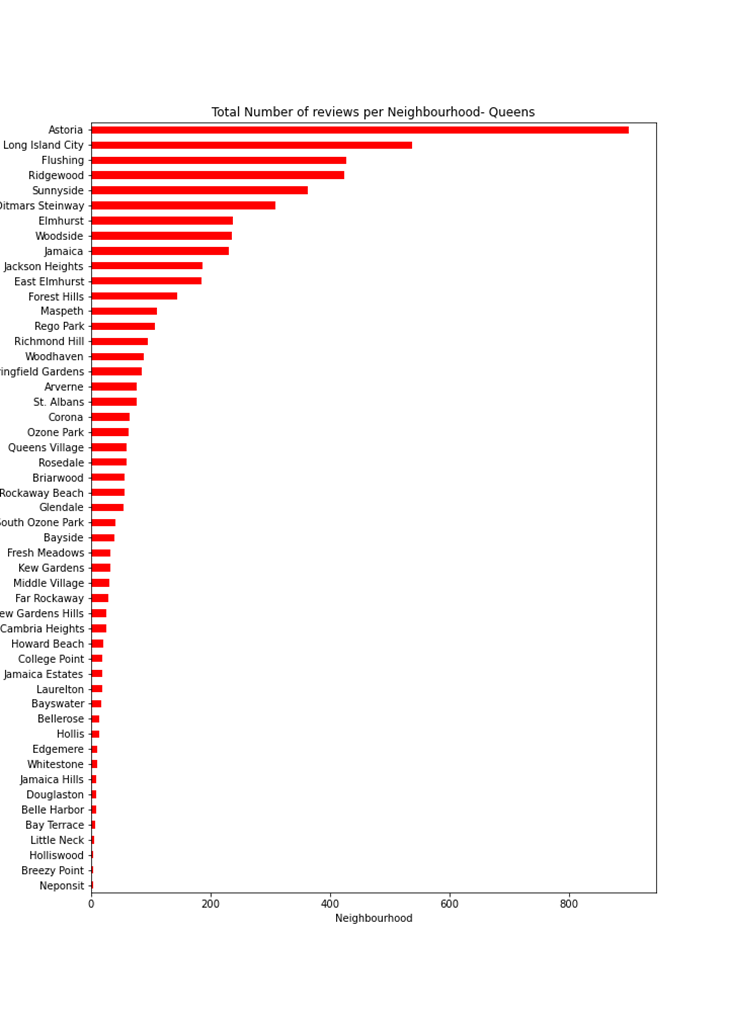 Total Number of reviews per Neighbourhood- Queens
Astoria
Long Island City
Flushing
Ridgewood
Sunnyside
Ditmars Steinway
Elmhurst
Woodside
Jamaica
Jackson Heights
East Elmhurst
Forest Hills
Maspeth
Rego Park
Richmond Hill
Woodhaven
ringfield Gardens
Arverne
St. Albans
Corona
Ozone Park
Queens Village
Rosedale
Briarwood
Rockaway Beach
Glendale
South Ozone Park
Bayside
Fresh Meadows
Kew Gardens
Middle Village
Far Rockaway
ew Gardens Hills
Cambria Heights
Howard Beach
College Point
Jamaica Estates
Laurelton
Bayswater
Bellerose
Hollis
Edgemere
Whitestone
Jamaica Hills
Douglaston
Belle Harbor
Bay Terrace
Little Neck
Holliswood
Breezy Point
Neponsit
0 200 400 600 800
Neighbourhood